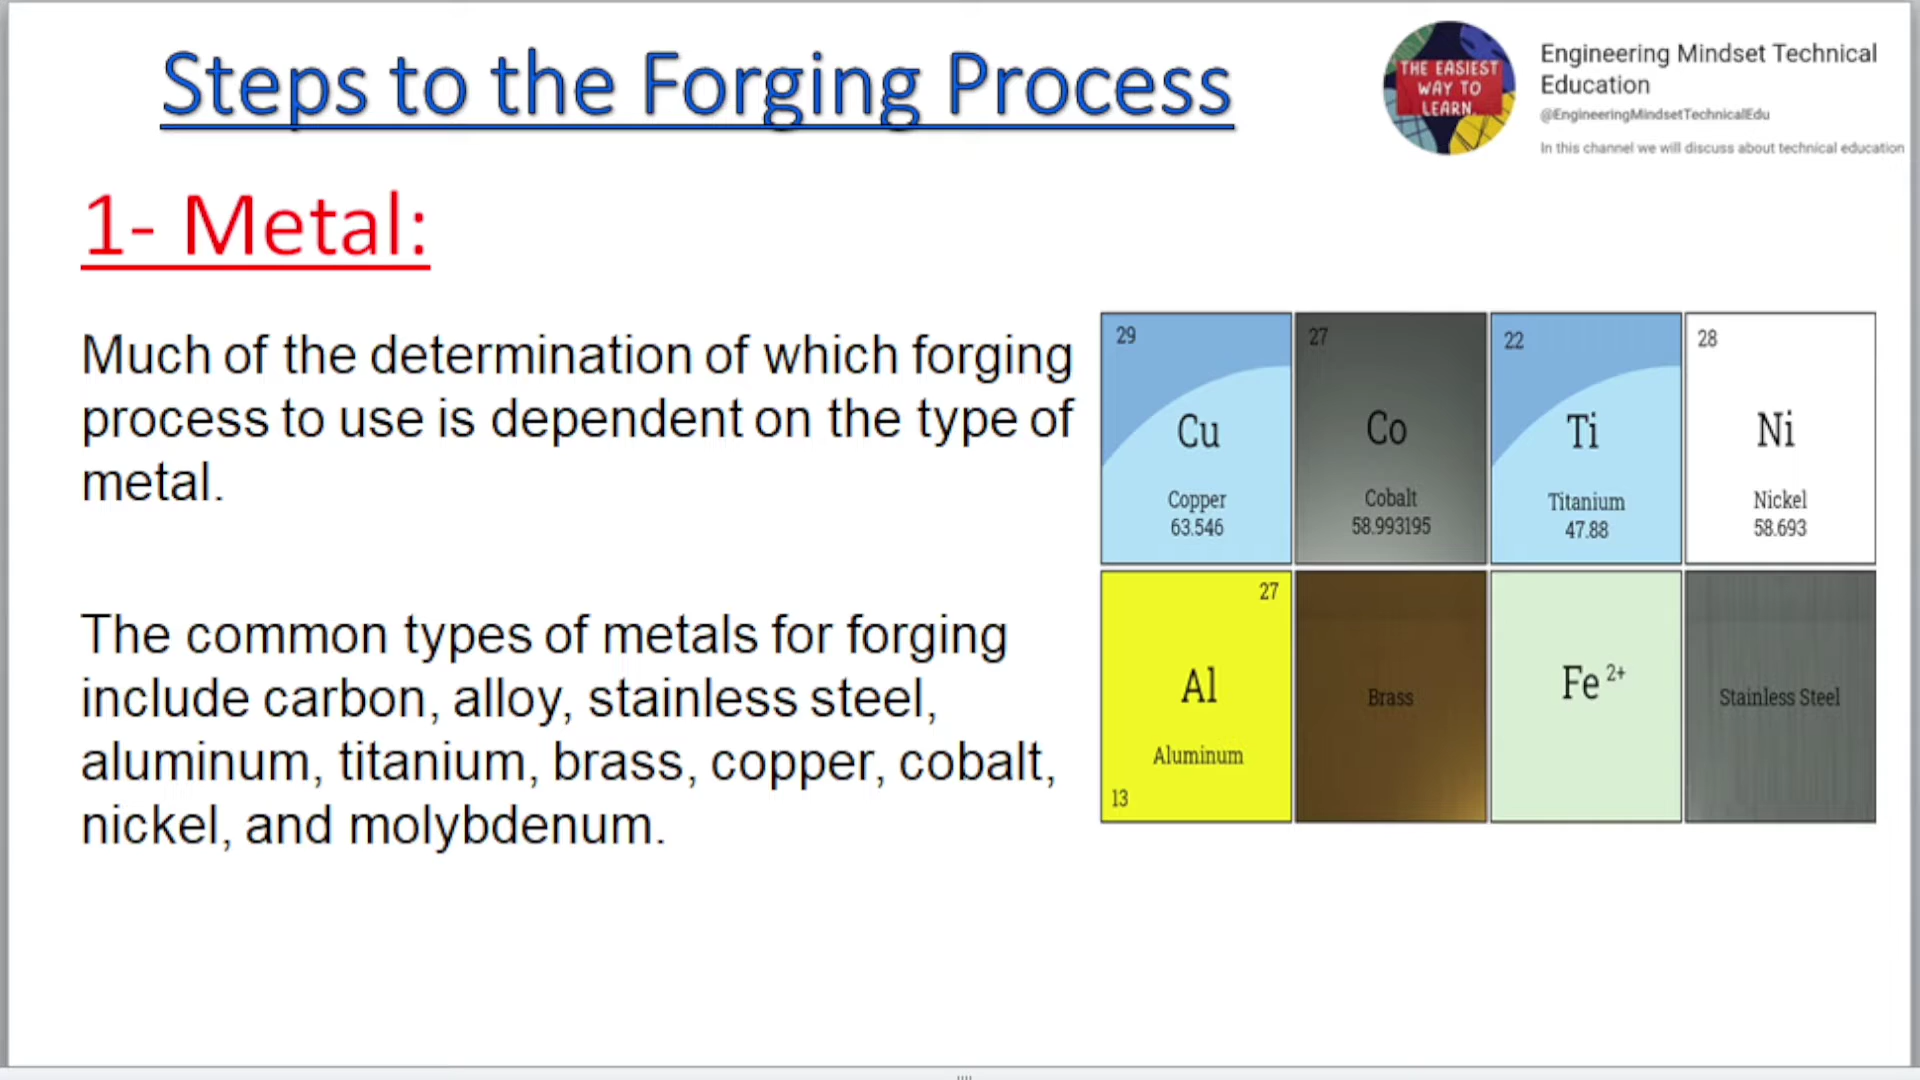 Steps to the Forging Process
THE EASIEST
WAY TO
LEARN.
Engineering Mindset Technical
Education
@EngineeringMindsetTechnicalEdu
In this channel we will discuss about technical education
1- Metal:
Much of the determination of which forging
process to use is dependent on the type of
metal.
The common types of metals for forging
include carbon, alloy, stainless steel,
aluminum, titanium, brass, copper, cobalt,
nickel, and molybdenum.
29
Cu
Copper
63.546
27
Co
Cobalt
58.993195
22
Ti
Titanium
47.88
28
Ni
Nickel
58.693
27
Al
Aluminum
13
Brass
Fe 2+
Stainless Steel